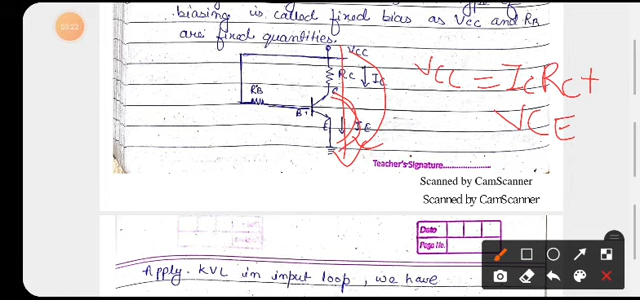 03:22
biasing is called fixed bias as VCC and RB
are fixed quantities.
VCC
RC
IC
C
RB
B
E
IE
VCC = ICRC +
VCE
Teacher's Signature
Scanned by CamScanner
Scanned by CamScanner
Date
Page No.
Apply KVL in input loop, we have